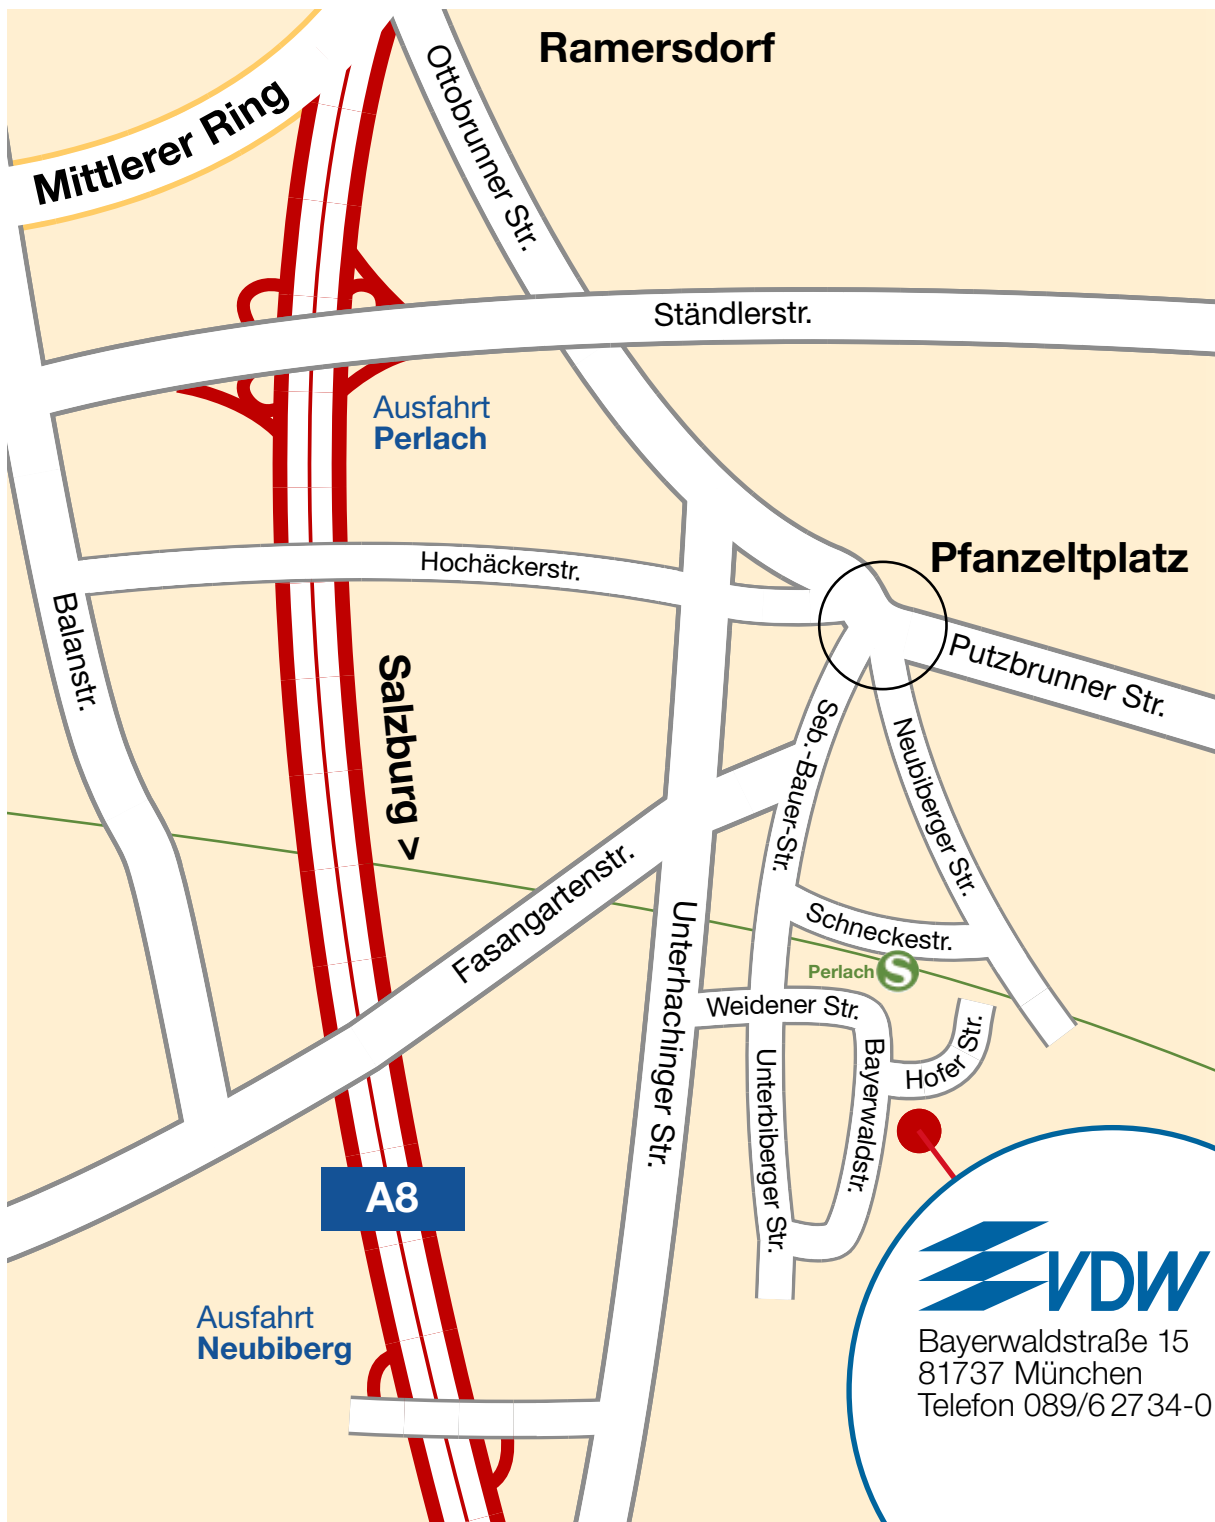 Ramersdorf
Mittlerer Ring
Ottobrunner Str.
Ständlerstr.
Ausfahrt
Perlach
Hochäckerstr.
Pfanzeltplatz
Balanstr.
Salzburg >
Putzbrunner Str.
Seb.-Bauer-Str.
Neubiberger Str.
Fasangartenstr.
Unterhachinger Str.
Schneckestr.
Perlach S
Weidener Str.
Hofer Str.
Bayerwaldstr.
Unterbiberger Str.
A8
Ausfahrt
Neubiberg
VDW
Bayerwaldstraße 15
81737 München
Telefon 089/6 27 34-0